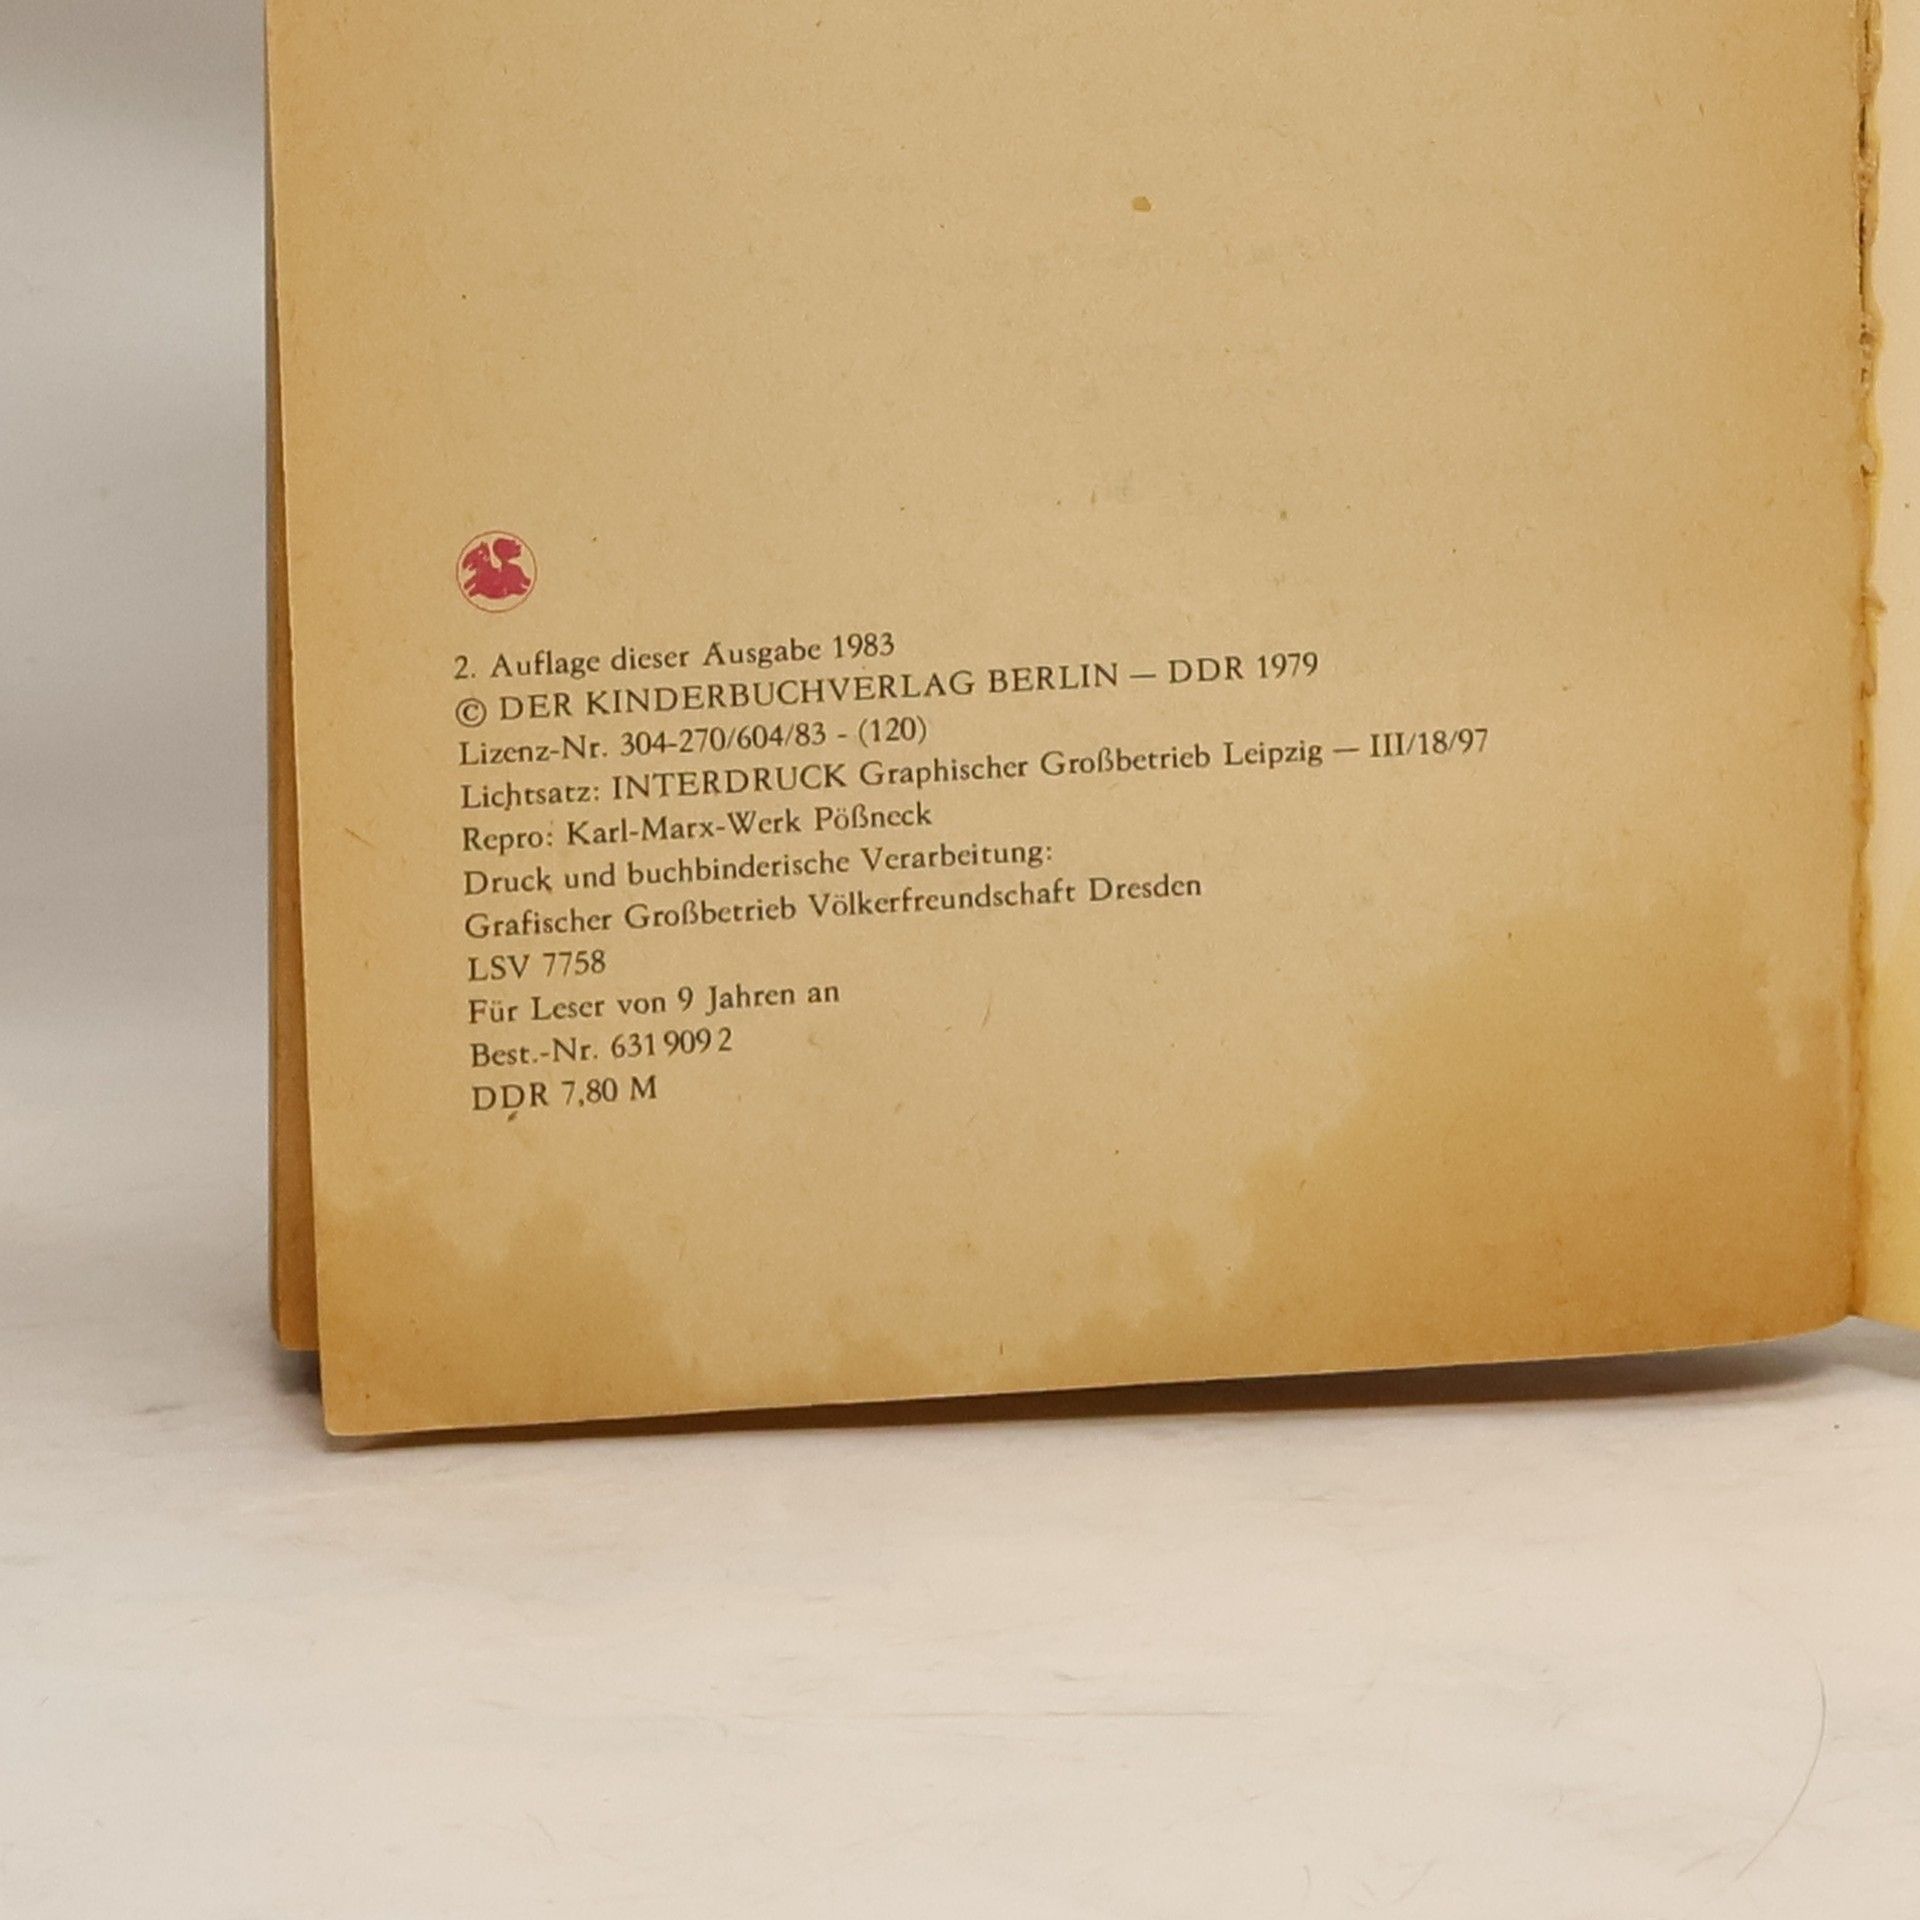 2. Auflage dieser Ausgabe 1983
© DER KINDERBUCHVERLAG BERLIN — DDR 1979
Lizenz-Nr. 304-270/604/83 - (120)
Lichtsatz: INTERDRUCK Graphischer Großbetrieb Leipzig — III/18/97
Repro: Karl-Marx-Werk Pößneck
Druck und buchbinderische Verarbeitung:
Grafischer Großbetrieb Völkerfreundschaft Dresden
LSV 7758
Für Leser von 9 Jahren an
Best.-Nr. 631 909 2
DDR 7,80 M